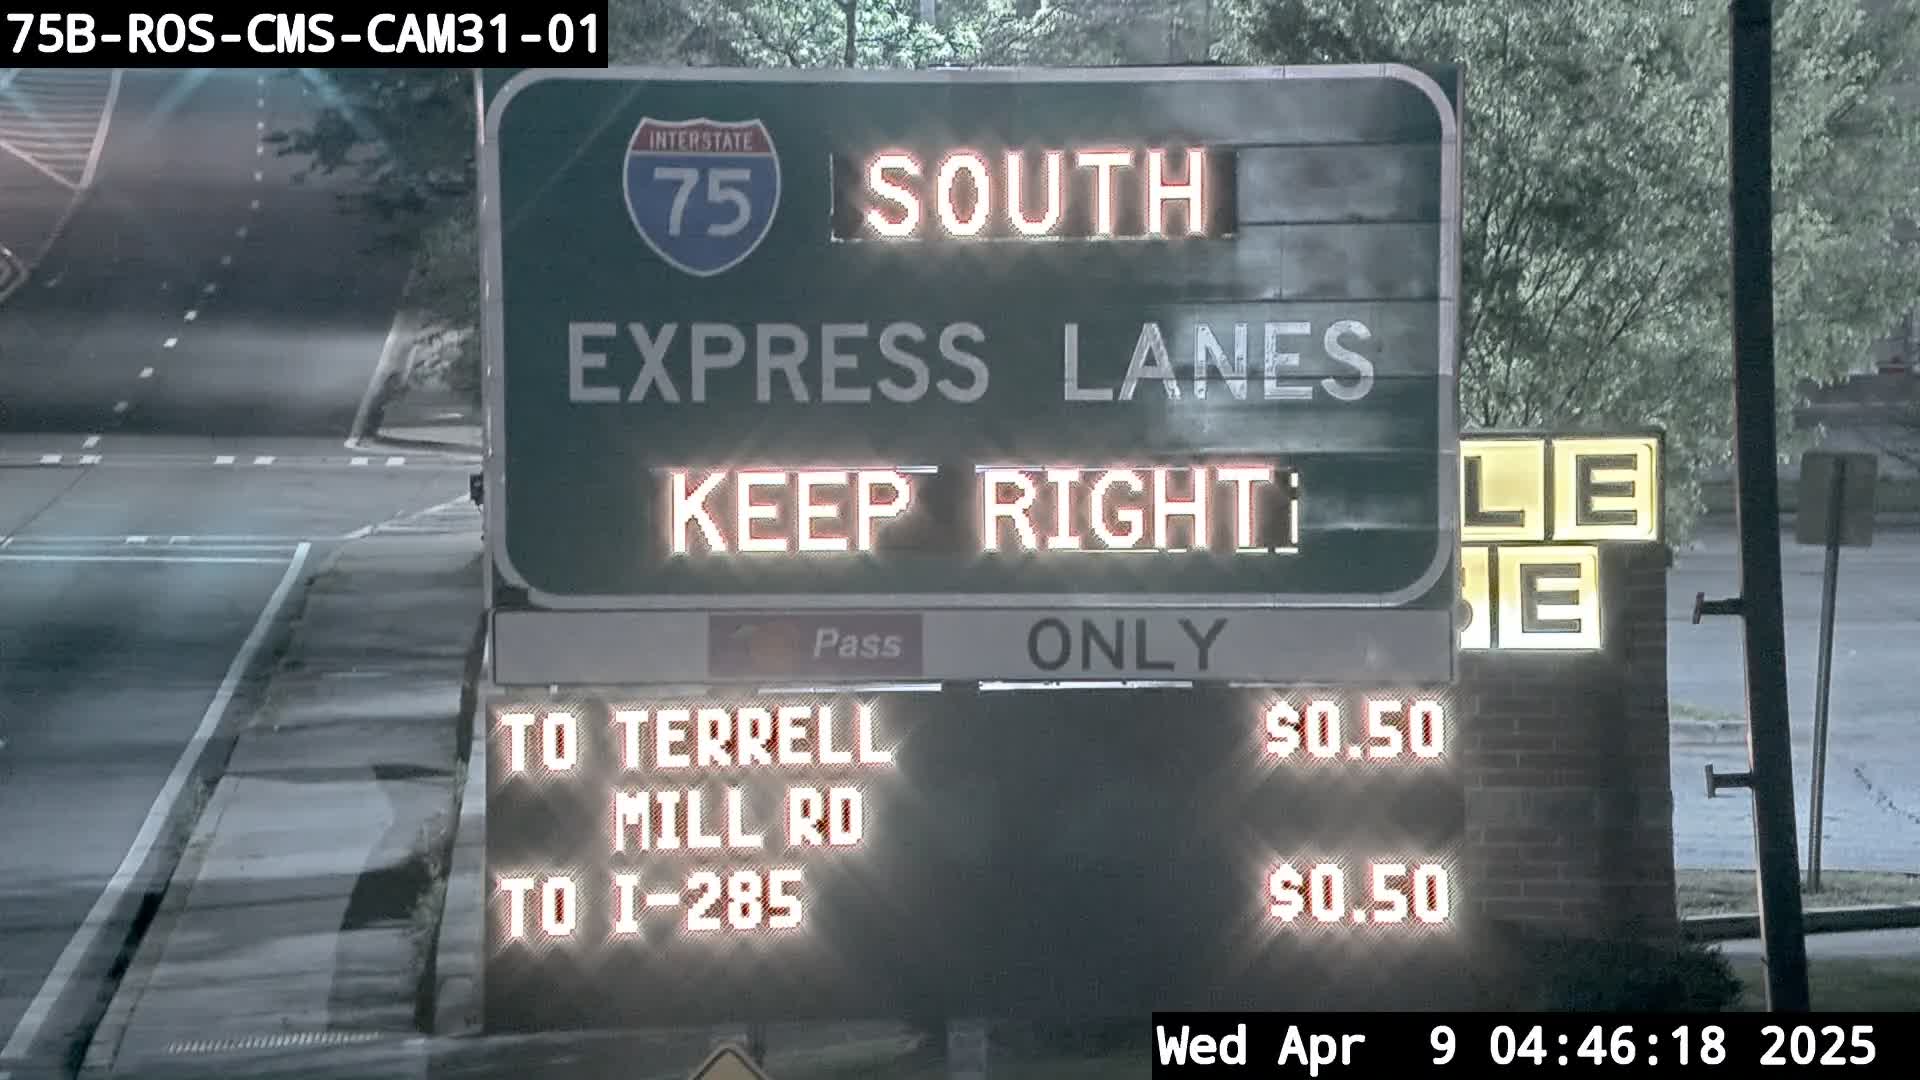 75B-ROS-CMS-CAM31-01
INTERSTATE
75
SOUTH
EXPRESS LANES
KEEP RIGHT
Pass ONLY
TO TERRELL $0.50
MILL RD
TO I-285 $0.50
LE
E
Wed Apr 9 04:46:18 2025